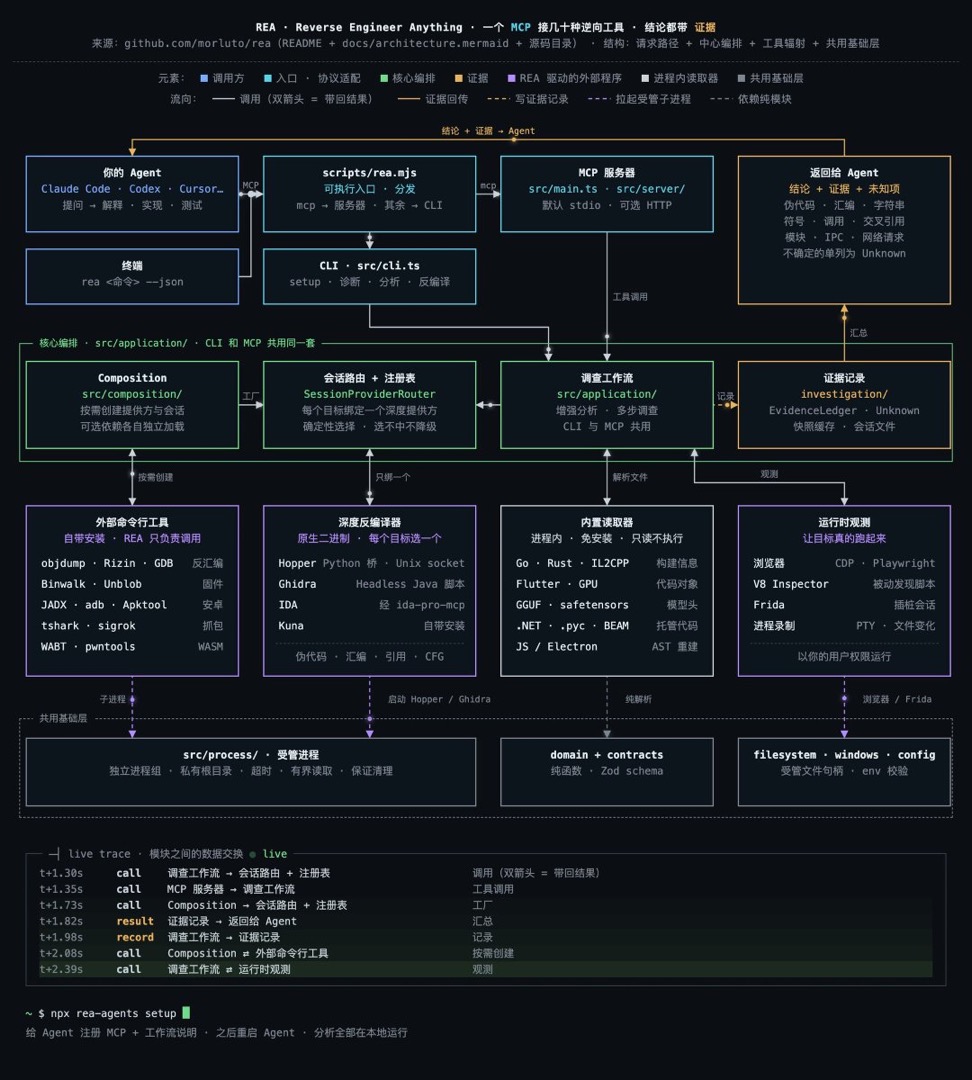 REA · Reverse Engineer Anything · 一个 MCP 接几十种逆向工具 · 结论都带 证据
来源: github.com/morluto/rea (README + docs/architecture.mermaid + 源码目录) · 结构: 请求路径 + 中心编排 + 工具辐射 + 共用基础层
元素: 调用方 入口 · 协议适配 核心编排 证据 REA 驱动的外部程序 进程内读取器 共用基础层
流向: 调用 (双箭头 = 带回结果) 证据回传 写证据记录 拉起受管子进程 依赖纯模块
结论 + 证据 → Agent
你的 Agent
Claude Code · Codex · Cursor…
提问 → 解释 · 实现 · 测试
MCP
scripts/rea.mjs
可执行入口 · 分发
mcp → 服务器 · 其余 → CLI
mcp
MCP 服务器
src/main.ts · src/server/
默认 stdio · 可选 HTTP
返回给 Agent
结论 + 证据 + 未知项
伪代码 · 汇编 · 字符串
符号 · 调用 · 交叉引用
模块 · IPC · 网络请求
不确定的单列为 Unknown
终端
rea <命令> --json
CLI · src/cli.ts
setup · 诊断 · 分析 · 反编译
工具调用
汇总
核心编排 · src/application/ · CLI 和 MCP 共用同一套
Composition
src/composition/
按需创建提供方与会话
可选依赖各自独立加载
工厂
会话路由 + 注册表
SessionProviderRouter
每个目标绑定一个深度提供方
确定性选择 · 选不中不降级
调查工作流
src/application/
增强分析 · 多步调查
CLI 与 MCP 共用
记录
证据记录
investigation/
EvidenceLedger · Unknown
快照缓存 · 会话文件
按需创建
只绑一个
解析文件
观测
外部命令行工具
自带安装 · REA 只负责调用
objdump · Rizin · GDB 反汇编
Binwalk · Unblob 固件
JADX · adb · Apktool 安卓
tshark · sigrok 抓包
WABT · pwntools WASM
深度反编译器
原生二进制 · 每个目标选一个
Hopper Python 桥 · Unix socket
Ghidra Headless Java 脚本
IDA 经 ida-pro-mcp
Kuna 自带安装
伪代码 · 汇编 · 引用 · CFG
内置读取器
进程内 · 免安装 · 只读不执行
Go · Rust · IL2CPP 构建信息
Flutter · GPU 代码对象
GGUF · safetensors 模型头
.NET · .pyc · BEAM 托管代码
JS / Electron AST 重建
运行时观测
让目标真的跑起来
浏览器 CDP · Playwright
V8 Inspector 被动发现脚本
Frida 插桩会话
进程录制 PTY · 文件变化
以你的用户权限运行
子进程
启动 Hopper / Ghidra
纯解析
浏览器 / Frida
共用基础层
src/process/ · 受管进程
独立进程组 · 私有根目录 · 超时 · 有界读取 · 保证清理
domain + contracts
纯函数 · Zod schema
filesystem · windows · config
受管文件句柄 · env 校验
─┤ live trace · 模块之间的数据交换 ● live
t+1.30s call 调查工作流 → 会话路由 + 注册表 调用 (双箭头 = 带回结果)
t+1.35s call MCP 服务器 → 调查工作流 工具调用
t+1.73s call Composition → 会话路由 + 注册表 工厂
t+1.82s result 证据记录 → 返回给 Agent 汇总
t+1.98s record 调查工作流 → 证据记录 记录
t+2.08s call Composition ⇄ 外部命令行工具 按需创建
t+2.39s call 调查工作流 ⇄ 运行时观测 观测
~ $ npx rea-agents setup
给 Agent 注册 MCP + 工作流说明 · 之后重启 Agent · 分析全部在本地运行